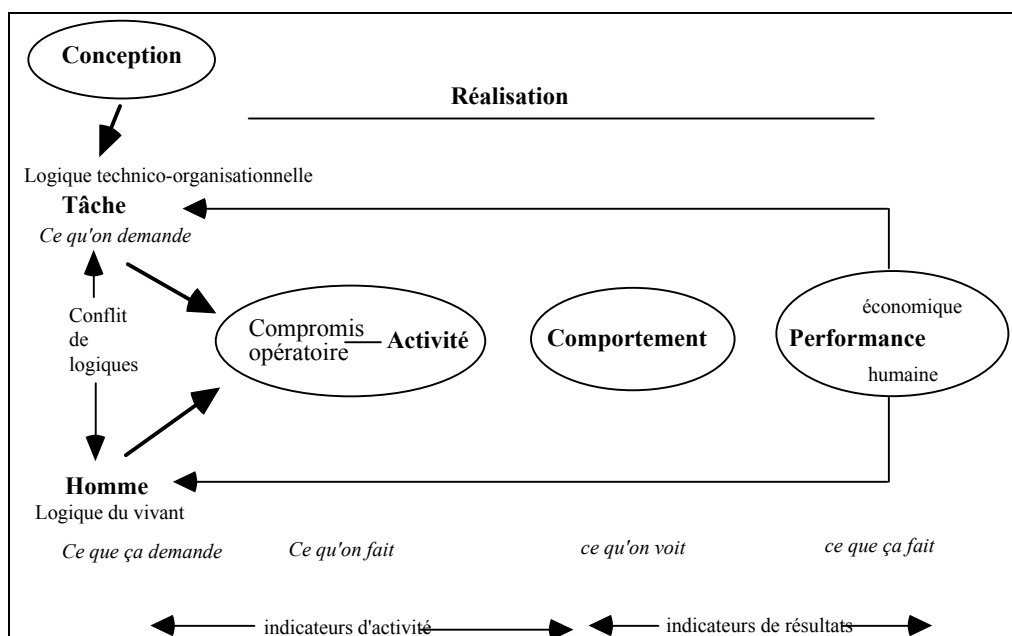 Conception
Réalisation
Logique technico-organisationnelle
Tâche
Ce qu'on demande
Conflit
de
logiques
Compromis
opératoire
Activité
Comportement
économique
Performance
humaine
Homme
Logique du vivant
Ce que ça demande
Ce qu'on fait
ce qu'on voit
ce que ça fait
indicateurs d'activité
indicateurs de résultats